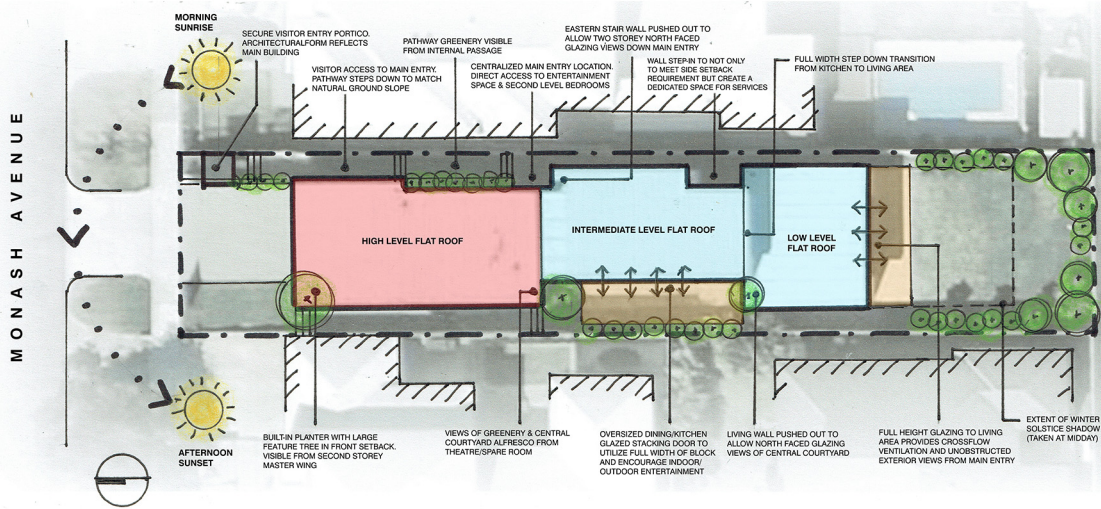 MORNING
SUNRISE
SECURE VISITOR ENTRY PORTICO.
ARCHITECTURALFORM REFLECTS
MAIN BUILDING
VISITOR ACCESS TO MAIN ENTRY.
PATHWAY STEPS DOWN TO MATCH
NATURAL GROUND SLOPE
PATHWAY GREENERY VISIBLE
FROM INTERNAL PASSAGE
CENTRALIZED MAIN ENTRY LOCATION.
DIRECT ACCESS TO ENTERTAINMENT
SPACE & SECOND LEVEL BEDROOMS
EASTERN STAIR WALL PUSHED OUT TO
ALLOW TWO STOREY NORTH FACED
GLAZING VIEWS DOWN MAIN ENTRY
WALL STEP-IN TO NOT ONLY
TO MEET SIDE SETBACK
REQUIREMENT BUT CREATE A
DEDICATED SPACE FOR SERVICES
FULL WIDTH STEP DOWN TRANSITION
FROM KITCHEN TO LIVING AREA
MONASH AVENUE
HIGH LEVEL FLAT ROOF
INTERMEDIATE LEVEL FLAT ROOF
LOW LEVEL
FLAT ROOF
AFTERNOON
SUNSET
BUILT-IN PLANTER WITH LARGE
FEATURE TREE IN FRONT SETBACK.
VISIBLE FROM SECOND STOREY
MASTER WING
VIEWS OF GREENERY & CENTRAL
COURTYARD ALFRESCO FROM
THEATRE/SPARE ROOM
OVERSIZED DINING/KITCHEN
GLAZED STACKING DOOR TO
UTILIZE FULL WIDTH OF BLOCK
AND ENCOURAGE INDOOR/
OUTDOOR ENTERTAINMENT
LIVING WALL PUSHED OUT TO
ALLOW NORTH FACED GLAZING
VIEWS OF CENTRAL COURTYARD
FULL HEIGHT GLAZING TO LIVING
AREA PROVIDES CROSSFLOW
VENTILATION AND UNOBSTRUCTED
EXTERIOR VIEWS FROM MAIN ENTRY
EXTENT OF WINTER
SOLSTICE SHADOW
(TAKEN AT MIDDAY)